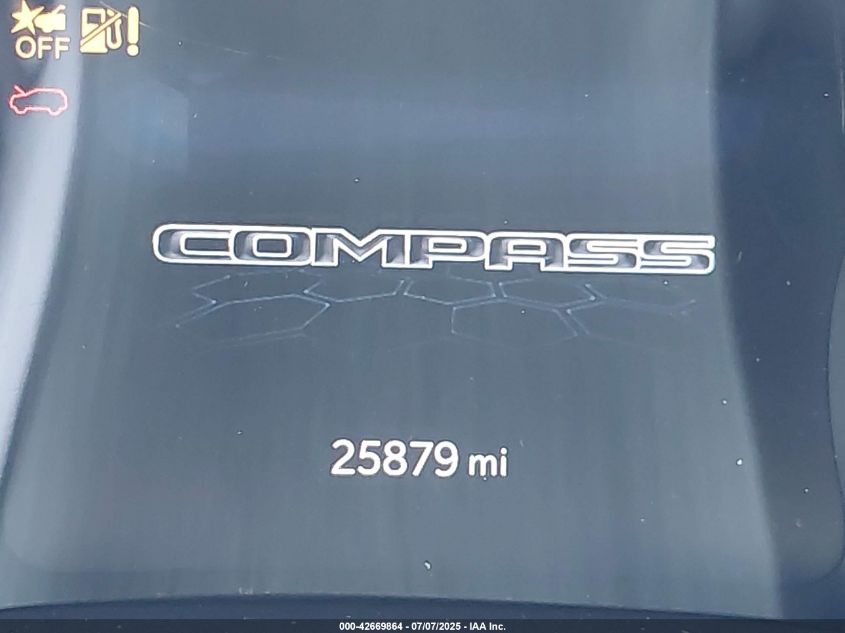 OFF !
COMPASS
25879 mi
000-42669864 - 07/07/2025 - IAA Inc.